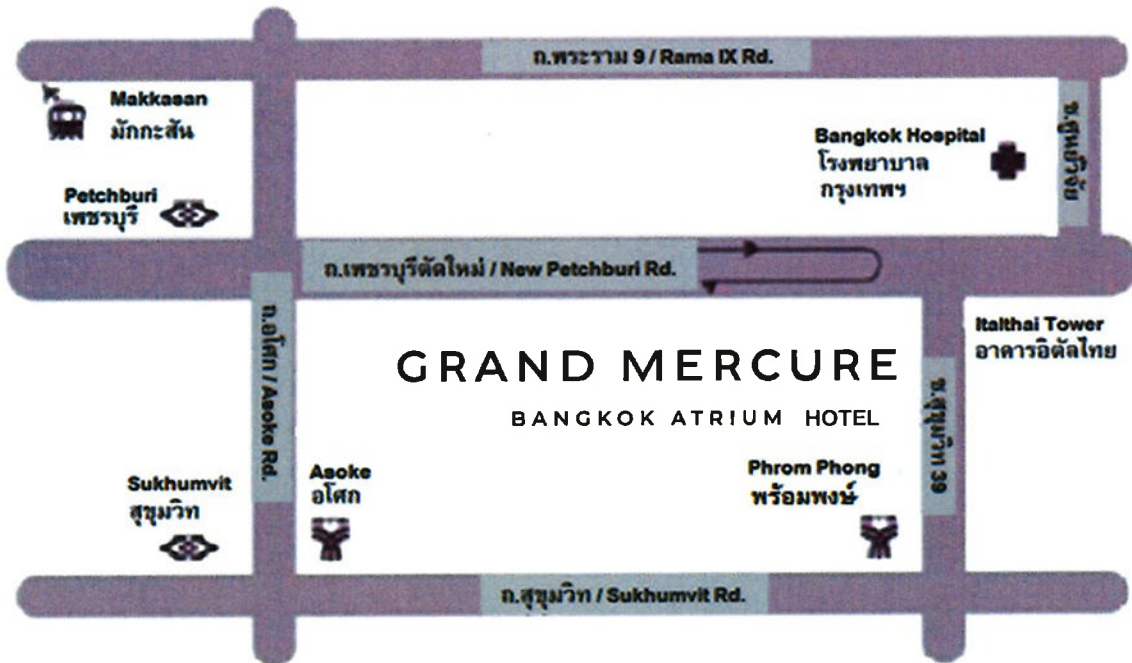 ถ.พระราม 9 / Rama IX Rd.
Makkasan
มักกะสัน
Bangkok Hospital
โรงพยาบาล
กรุงเทพฯ
ซ.ศูนย์วิจัย
Petchburi
เพชรบุรี
ถ.เพชรบุรีตัดใหม่ / New Petchburi Rd.
ถ.อโศก / Asoke Rd.
Italthai Tower
อาคารอิตัลไทย
GRAND MERCURE
BANGKOK ATRIUM HOTEL
ซ.สุขุมวิท 39
Sukhumvit
สุขุมวิท
Asoke
อโศก
Phrom Phong
พร้อมพงษ์
ถ.สุขุมวิท / Sukhumvit Rd.